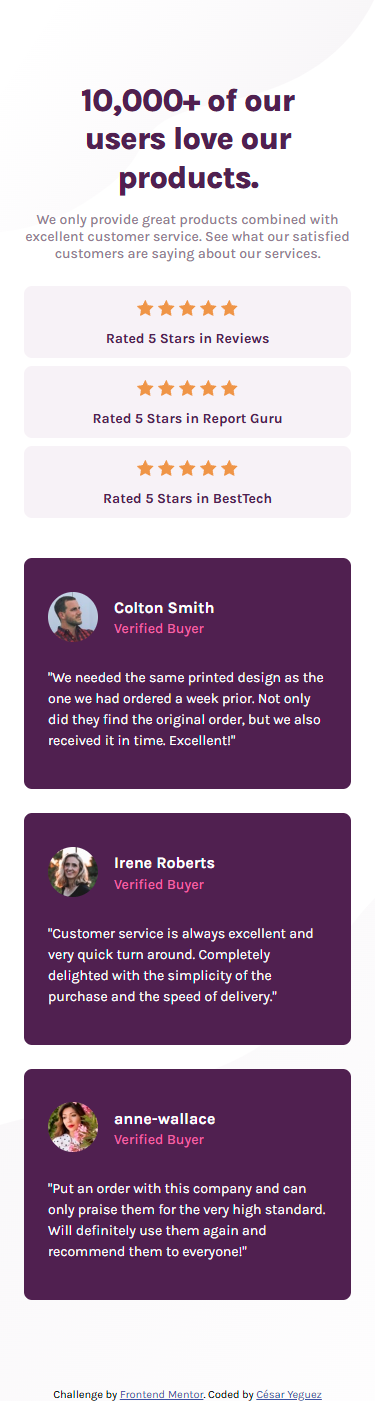 10,000+ of our
users love our
products.
We only provide great products combined with
excellent customer service. See what our satisfied
customers are saying about our services.
Rated 5 Stars in Reviews
Rated 5 Stars in Report Guru
Rated 5 Stars in BestTech
Colton Smith
Verified Buyer
"We needed the same printed design as the
one we had ordered a week prior. Not only
did they find the original order, but we also
received it in time. Excellent!"
Irene Roberts
Verified Buyer
"Customer service is always excellent and
very quick turn around. Completely
delighted with the simplicity of the
purchase and the speed of delivery."
anne-wallace
Verified Buyer
"Put an order with this company and can
only praise them for the very high standard.
Will definitely use them again and
recommend them to everyone!"
Challenge by Frontend Mentor. Coded by César Yeguez